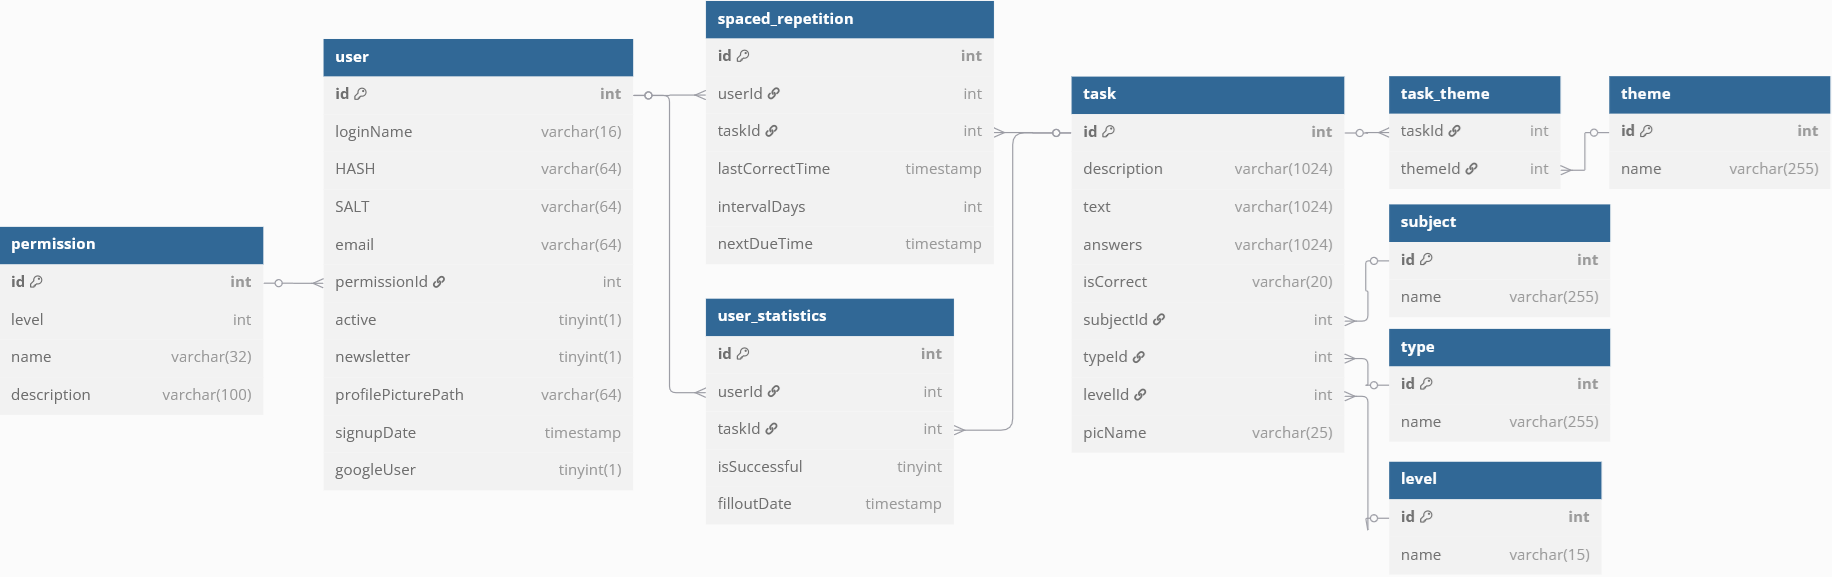 permission
id int
level int
name varchar(32)
description varchar(100)
user
id int
loginName varchar(16)
HASH varchar(64)
SALT varchar(64)
email varchar(64)
permissionId int
active tinyint(1)
newsletter tinyint(1)
profilePicturePath varchar(64)
signupDate timestamp
googleUser tinyint(1)
spaced_repetition
id int
userId int
taskId int
lastCorrectTime timestamp
intervalDays int
nextDueTime timestamp
user_statistics
id int
userId int
taskId int
isSuccessful tinyint
filloutDate timestamp
task
id int
description varchar(1024)
text varchar(1024)
answers varchar(1024)
isCorrect varchar(20)
subjectId int
typeId int
levelId int
picName varchar(25)
task_theme
taskId int
themeId int
theme
id int
name varchar(255)
subject
id int
name varchar(255)
type
id int
name varchar(255)
level
id int
name varchar(15)